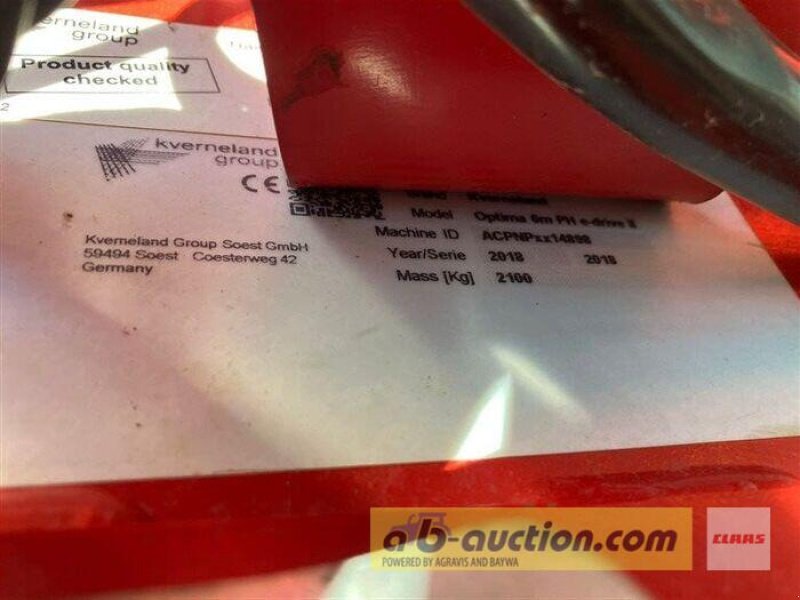 kverneland
group
Product quality
checked
2
kverneland
group
CE
Model Optima 6m PH e-drive II
Machine ID ACPNPxx14898
Kverneland Group Soest GmbH
59494 Soest Coesterweg 42
Germany
Year/Serie 2018 2018
Mass [Kg] 2100
ab-auction.com
POWERED BY AGRAVIS AND BAYWA
CLAAS